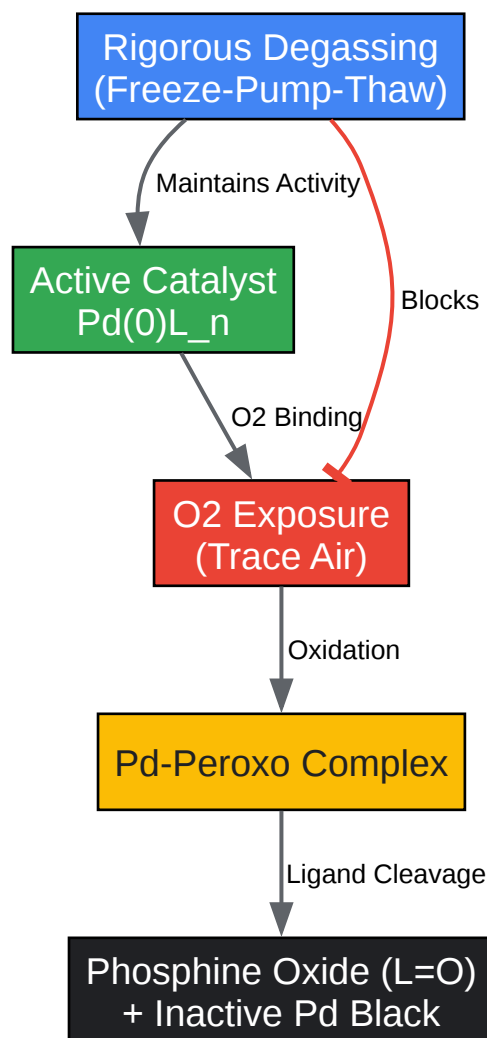 Rigorous Degassing
(Freeze-Pump-Thaw)
Maintains Activity
Active Catalyst
Pd(0)L_n
Blocks
O2 Binding
O2 Exposure
(Trace Air)
Oxidation
Pd-Peroxo Complex
Ligand Cleavage
Phosphine Oxide (L=O)
+ Inactive Pd Black